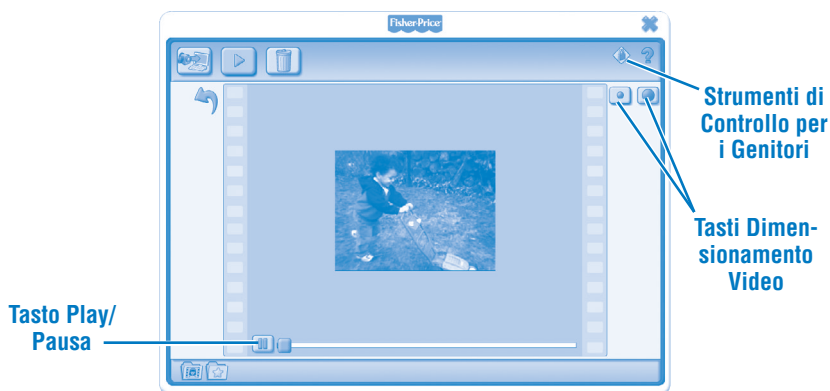 Fisher-Price
Strumenti di
Controllo per
i Genitori
Tasti Dimen-
sionamento
Video
Tasto Play/
Pausa